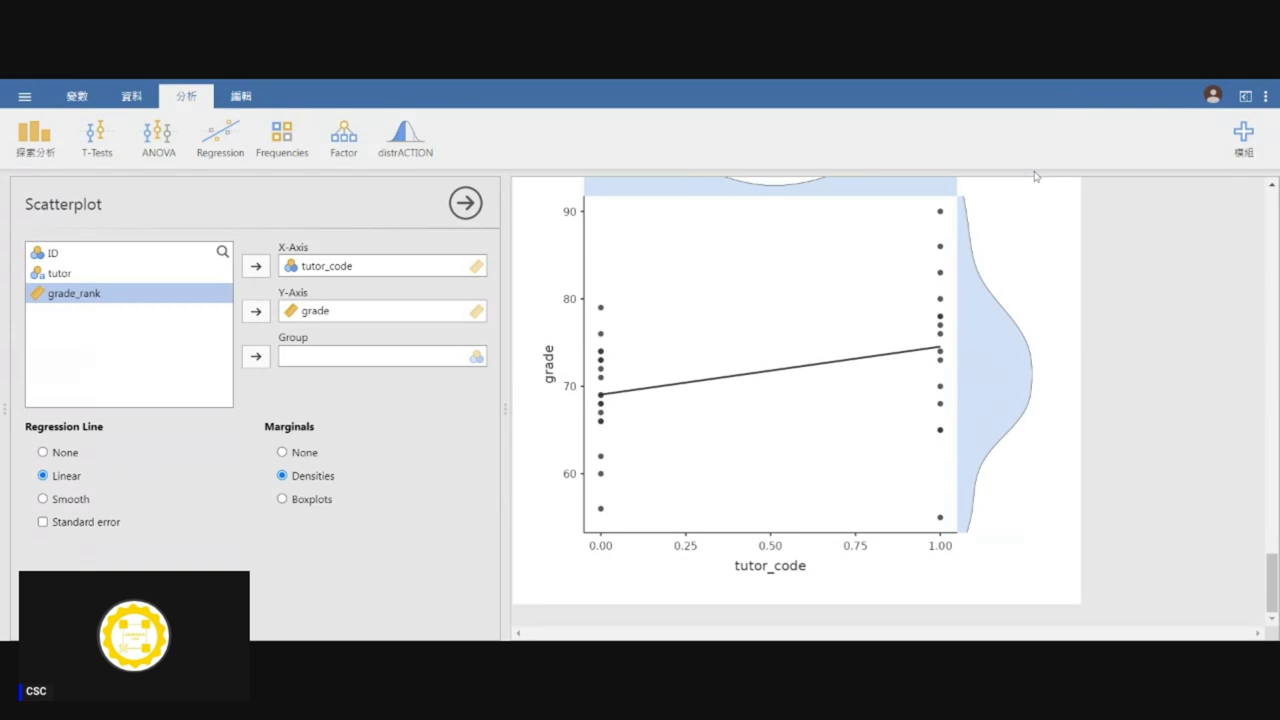 變數
資料
分析
編輯
探索分析
T-Tests
ANOVA
Regression
Frequencies
Factor
distrACTION
模組
Scatterplot
ID
tutor
grade_rank
X-Axis
tutor_code
Y-Axis
grade
Group
Regression Line
None
Linear
Smooth
Standard error
Marginals
None
Densities
Boxplots
90
80
70
60
grade
0.00 0.25 0.50 0.75 1.00
tutor_code
CSC